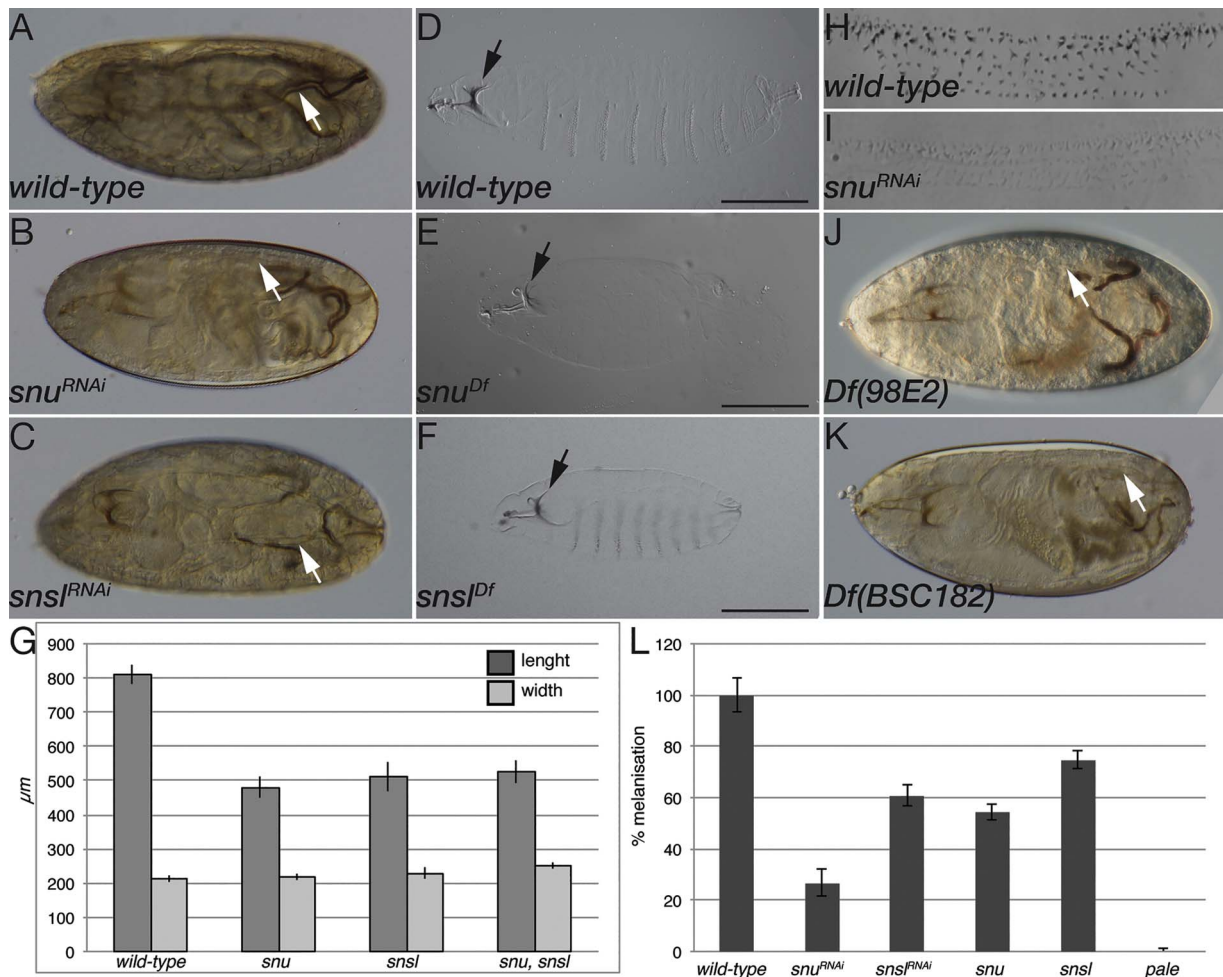 A
wild-type
B
snu^RNAi
C
snsl^RNAi
D
wild-type
E
snu^Df
F
snsl^Df
H
wild-type
I
snu^RNAi
J
Df(98E2)
K
Df(BSC182)
G
900
800
700
600
500
400
300
200
100
0
µm
lenght
width
wild-type snu snsl snu, snsl
L
120
100
80
60
40
20
0
% melanisation
wild-type snu^RNAi snsl^RNAi snu snsl pale